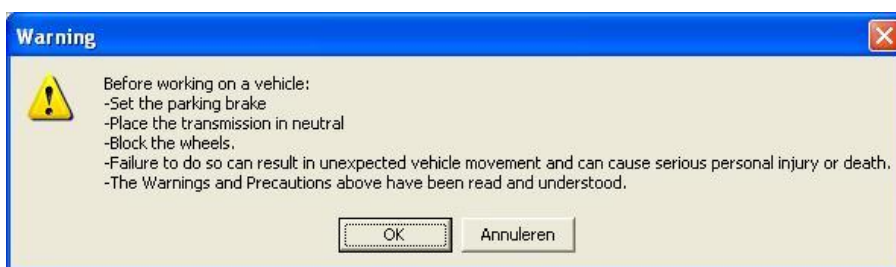 Warning
Before working on a vehicle:
-Set the parking brake
-Place the transmission in neutral
-Block the wheels.
-Failure to do so can result in unexpected vehicle movement and can cause serious personal injury or death.
-The Warnings and Precautions above have been read and understood.
OK Annuleren